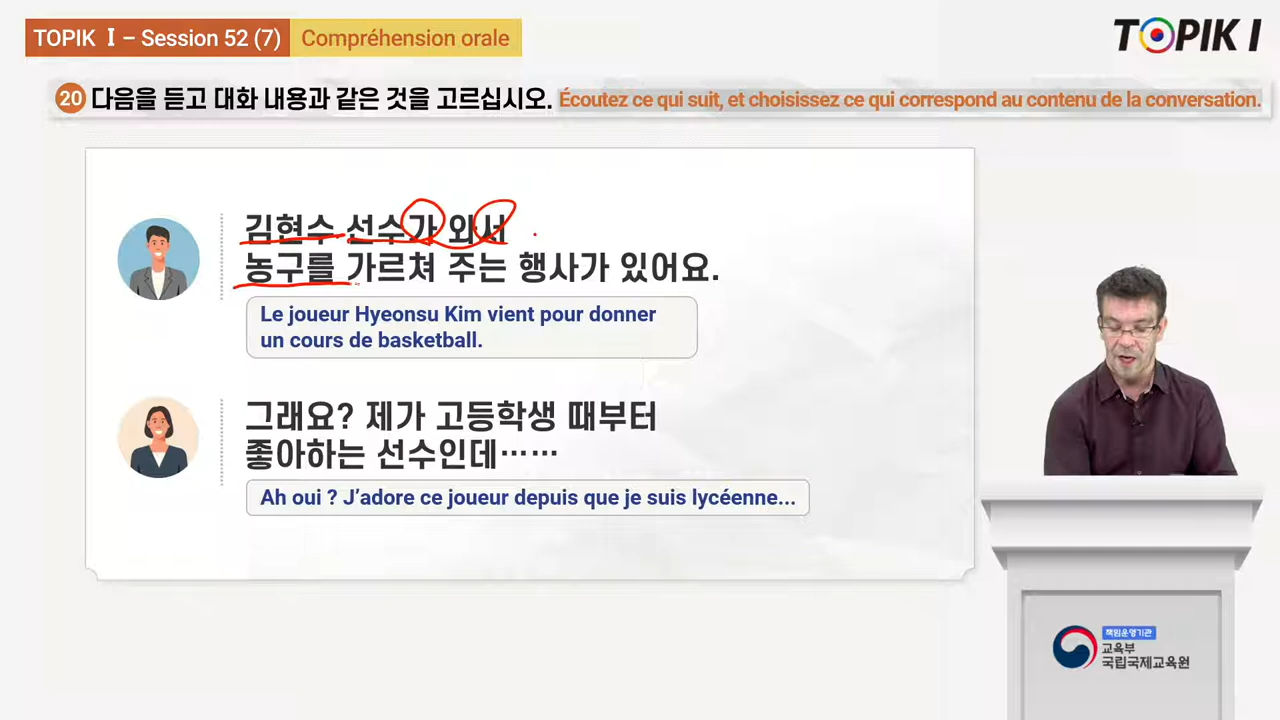 TOPIK I – Session 52 (7) Compréhension orale
TOPIK I
20 다음을 듣고 대화 내용과 같은 것을 고르십시오. Écoutez ce qui suit, et choisissez ce qui correspond au contenu de la conversation.
김현수 선수가 와서
농구를 가르쳐 주는 행사가 있어요.
Le joueur Hyeonsu Kim vient pour donner
un cours de basketball.
그래요? 제가 고등학생 때부터
좋아하는 선수인데……
Ah oui ? J’adore ce joueur depuis que je suis lycéenne...
책임운영기관
교육부
국립국제교육원